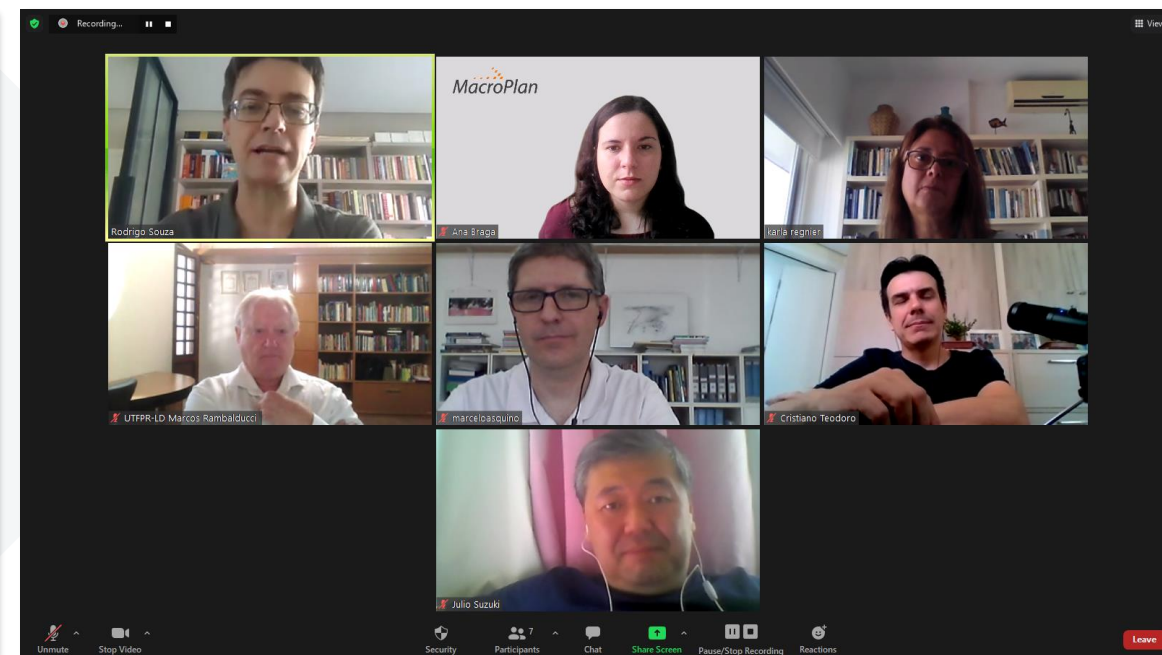 Recording...
View
MacroPlan
Rodrigo Souza
Ana Braga
karla regnier
UTFPR-LD Marcos Rambalducci
marceloasquino
Cristiano Teodoro
Julio Suzuki
Unmute
Stop Video
Security
7
Participants
Chat
Share Screen
Pause/Stop Recording
Reactions
Leave